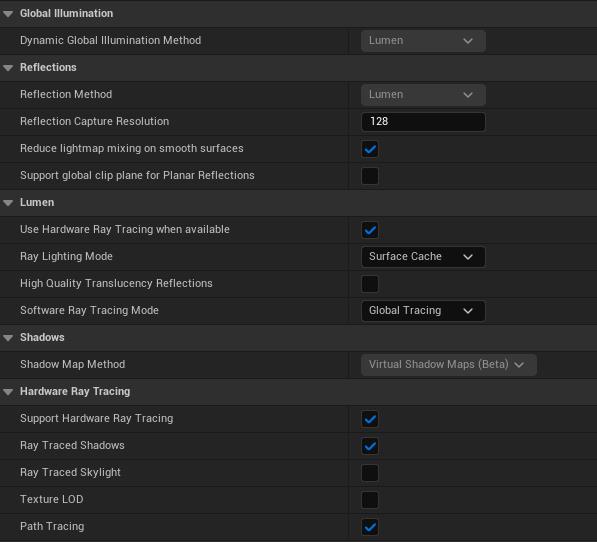 Global Illumination
Dynamic Global Illumination Method Lumen
Reflections
Reflection Method Lumen
Reflection Capture Resolution 128
Reduce lightmap mixing on smooth surfaces
Support global clip plane for Planar Reflections
Lumen
Use Hardware Ray Tracing when available
Ray Lighting Mode Surface Cache
High Quality Translucency Reflections
Software Ray Tracing Mode Global Tracing
Shadows
Shadow Map Method Virtual Shadow Maps (Beta)
Hardware Ray Tracing
Support Hardware Ray Tracing
Ray Traced Shadows
Ray Traced Skylight
Texture LOD
Path Tracing